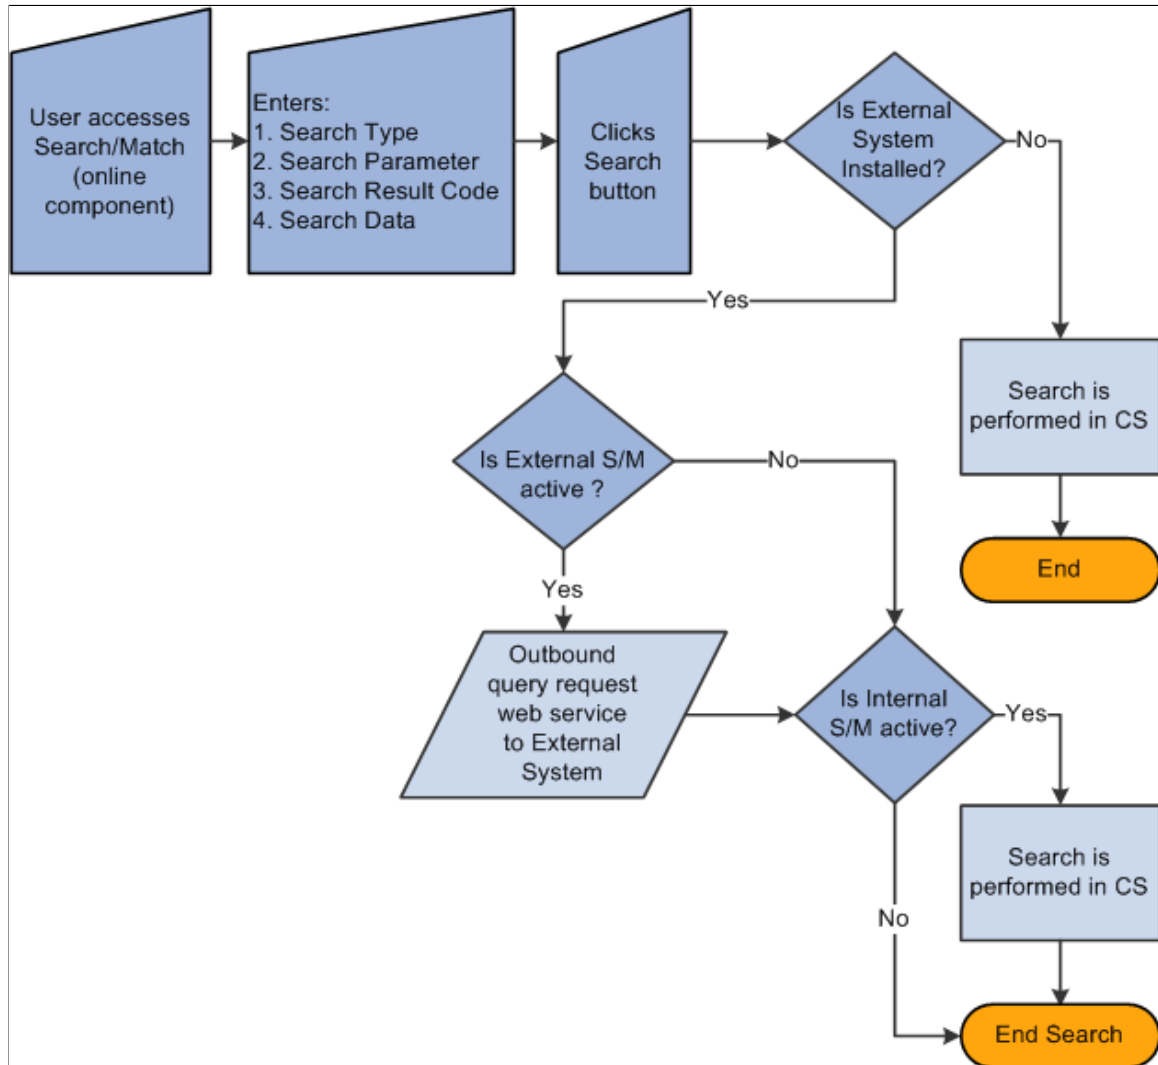 User accesses
Search/Match
(online
component)
Enters:
1. Search Type
2. Search Parameter
3. Search Result Code
4. Search Data
Clicks
Search
button
Is External
System
Installed?
No
Yes
Search is
performed in CS
End
Is External S/M
active ?
No
Yes
Outbound
query request
web service
to External
System
Is Internal
S/M active?
Yes
No
Search is
performed in CS
End Search